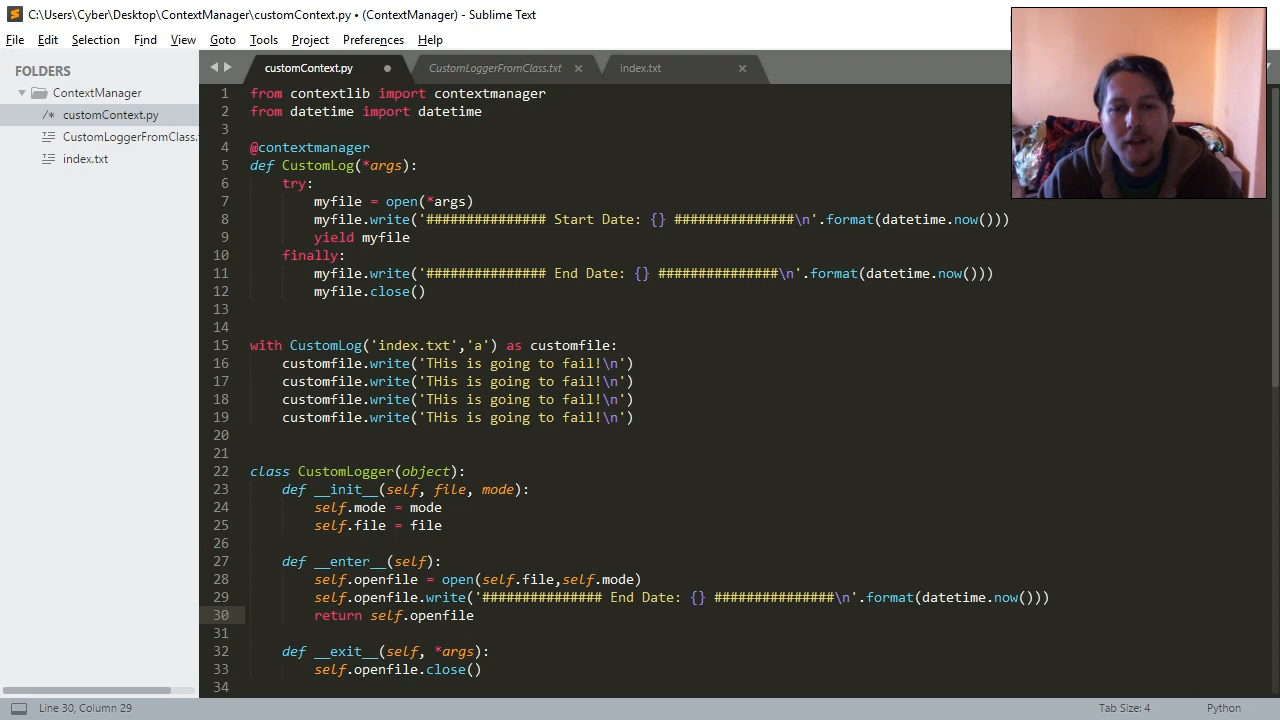 C:\Users\Cyber\Desktop\ContextManager\customContext.py • (ContextManager) - Sublime Text
File Edit Selection Find View Goto Tools Project Preferences Help
FOLDERS
ContextManager
/* customContext.py
CustomLoggerFromClass.
index.txt
customContext.py
CustomLoggerFromClass.txt
index.txt
1 from contextlib import contextmanager
2 from datetime import datetime
3
4 @contextmanager
5 def CustomLog(*args):
6     try:
7         myfile = open(*args)
8         myfile.write('############### Start Date: {} ###############\n'.format(datetime.now()))
9         yield myfile
10     finally:
11         myfile.write('############### End Date: {} ###############\n'.format(datetime.now()))
12         myfile.close()
13
14
15 with CustomLog('index.txt','a') as customfile:
16     customfile.write('THis is going to fail!\n')
17     customfile.write('THis is going to fail!\n')
18     customfile.write('THis is going to fail!\n')
19     customfile.write('THis is going to fail!\n')
20
21
22 class CustomLogger(object):
23     def __init__(self, file, mode):
24         self.mode = mode
25         self.file = file
26
27     def __enter__(self):
28         self.openfile = open(self.file,self.mode)
29         self.openfile.write('############### End Date: {} ###############\n'.format(datetime.now()))
30         return self.openfile
31
32     def __exit__(self, *args):
33         self.openfile.close()
34
Line 30, Column 29
Tab Size: 4
Python